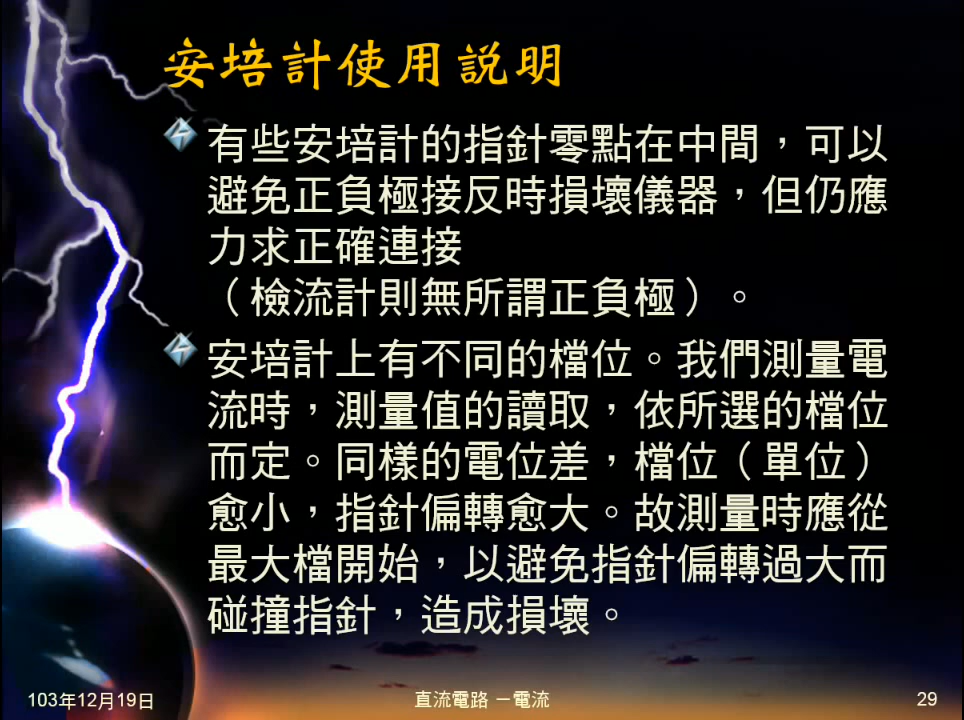 安培計使用説明
有些安培計的指針零點在中間，可以
避免正負極接反時損壞儀器，但仍應
力求正確連接
（檢流計則無所謂正負極）。
安培計上有不同的檔位。我們測量電
流時，測量值的讀取，依所選的檔位
而定。同樣的電位差，檔位（單位）
愈小，指針偏轉愈大。故測量時應從
最大檔開始，以避免指針偏轉過大而
碰撞指針，造成損壞。
103年12月19日
直流電路 －電流
29